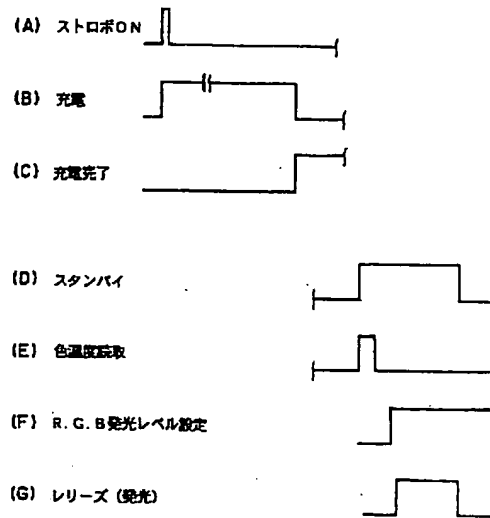 (A) ストロボON
(B) 充電
(C) 充電完了
(D) スタンバイ
(E) 色温度読取
(F) R.G.B発光レベル設定
(G) レリーズ (発光)